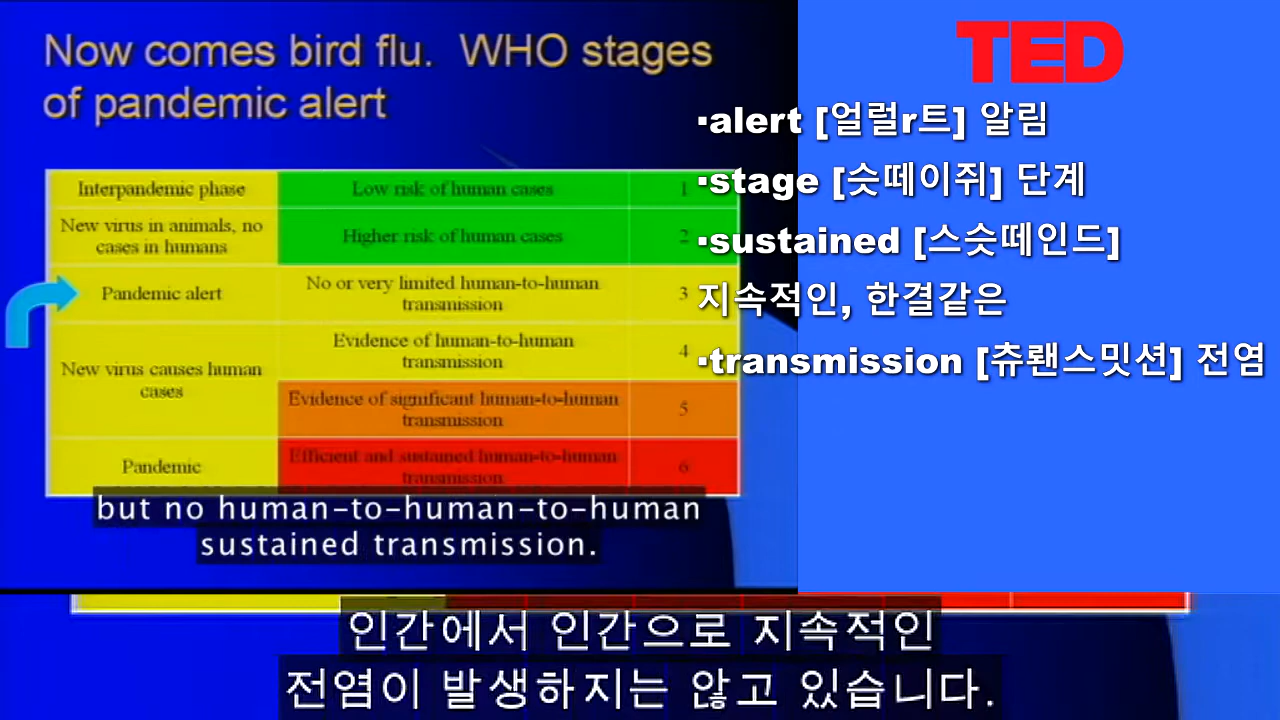 Now comes bird flu. WHO stages
of pandemic alert
Interpandemic phase
Low risk of human cases
1
New virus in animals, no
cases in humans
Higher risk of human cases
2
Pandemic alert
No or very limited human-to-human
transmission
3
New virus causes human
cases
Evidence of human-to-human
transmission
4
Evidence of significant human-to-human
transmission
5
Pandemic
Efficient and sustained human-to-human
transmission
6
but no human-to-human-to-human
sustained transmission.
TED
▪alert [얼럴r트] 알림
▪stage [슷떼이쥐] 단계
▪sustained [스슷떼인드]
지속적인, 한결같은
▪transmission [츄뢘스밋션] 전염
인간에서 인간으로 지속적인
전염이 발생하지는 않고 있습니다.